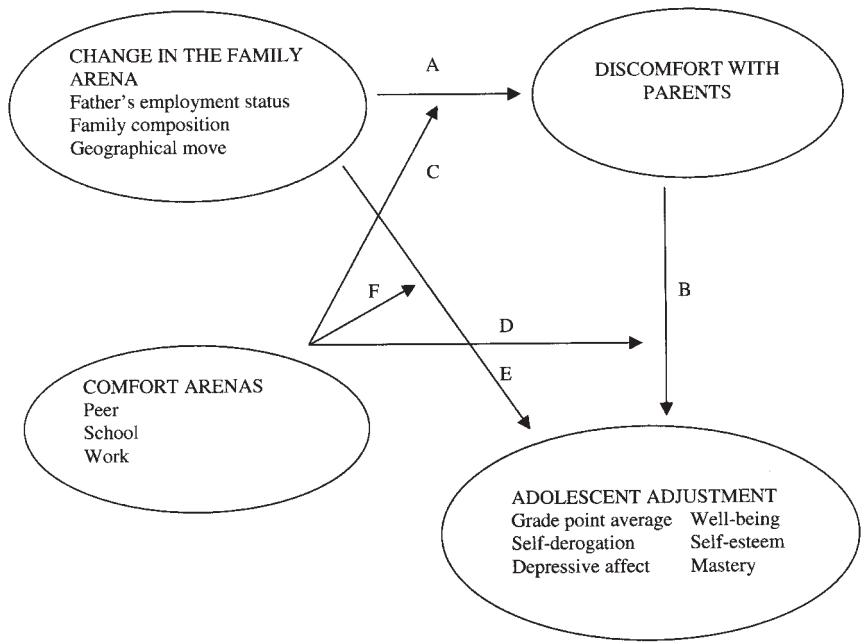 CHANGE IN THE FAMILY
ARENA
Father's employment status
Family composition
Geographical move
A
DISCOMFORT WITH
PARENTS
C
F
B
D
E
COMFORT ARENAS
Peer
School
Work
ADOLESCENT ADJUSTMENT
Grade point average Well-being
Self-derogation Self-esteem
Depressive affect Mastery